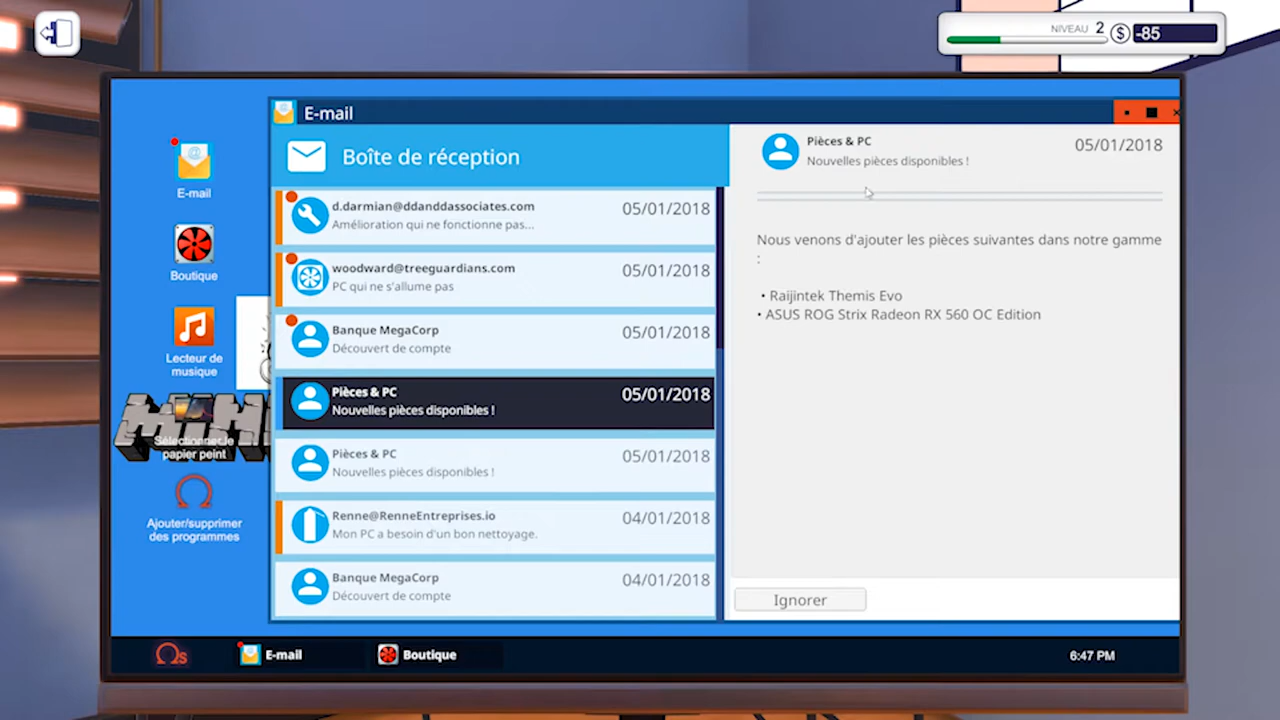 NIVEAU 2 $ -85
E-mail
Boîte de réception
d.darmian@ddanddassociates.com 05/01/2018
Amélioration qui ne fonctionne pas...
woodward@treeguardians.com 05/01/2018
PC qui ne s'allume pas
Banque MegaCorp 05/01/2018
Découvert de compte
Pièces & PC 05/01/2018
Nouvelles pièces disponibles !
Pièces & PC 05/01/2018
Nouvelles pièces disponibles !
Renne@RenneEntreprises.io 04/01/2018
Mon PC a besoin d'un bon nettoyage.
Banque MegaCorp 04/01/2018
Découvert de compte
Pièces & PC 05/01/2018
Nouvelles pièces disponibles !
Nous venons d'ajouter les pièces suivantes dans notre gamme
:
• Raijintek Themis Evo
• ASUS ROG Strix Radeon RX 560 OC Edition
Ignorer
E-mail
Boutique
Lecteur de
musique
MiNi
Sélectionner le
papier peint
Ajouter/supprimer
des programmes
Ωs E-mail Boutique 6:47 PM